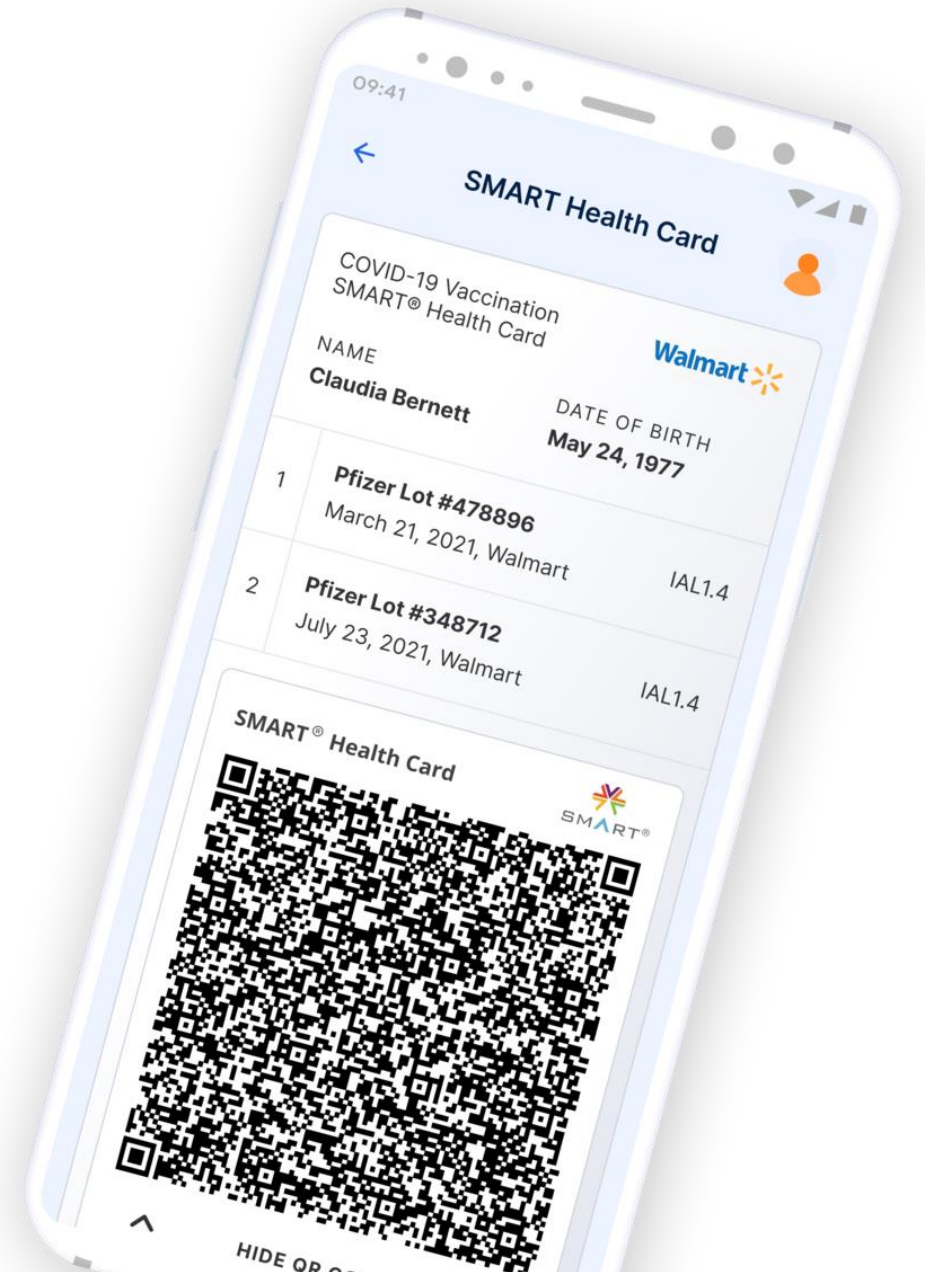 09:41
SMART Health Card
COVID-19 Vaccination
SMART® Health Card
Walmart
NAME
Claudia Bernett
DATE OF BIRTH
May 24, 1977
1
Pfizer Lot #478896
March 21, 2021, Walmart
IAL1.4
2
Pfizer Lot #348712
July 23, 2021, Walmart
IAL1.4
SMART® Health Card
SMART®
HIDE QR